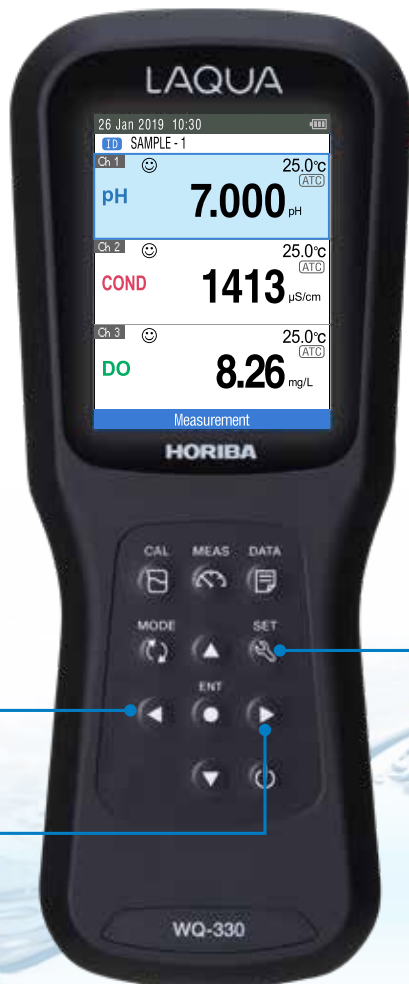 LAQUA
26 Jan 2019 10:30
ID SAMPLE - 1
Ch 1 25.0℃
ATC
pH 7.000 pH
Ch 2 25.0℃
ATC
COND 1413 µS/cm
Ch 3 25.0℃
ATC
DO 8.26 mg/L
Measurement
HORIBA
CAL MEAS DATA
MODE SET
ENT
WQ-330